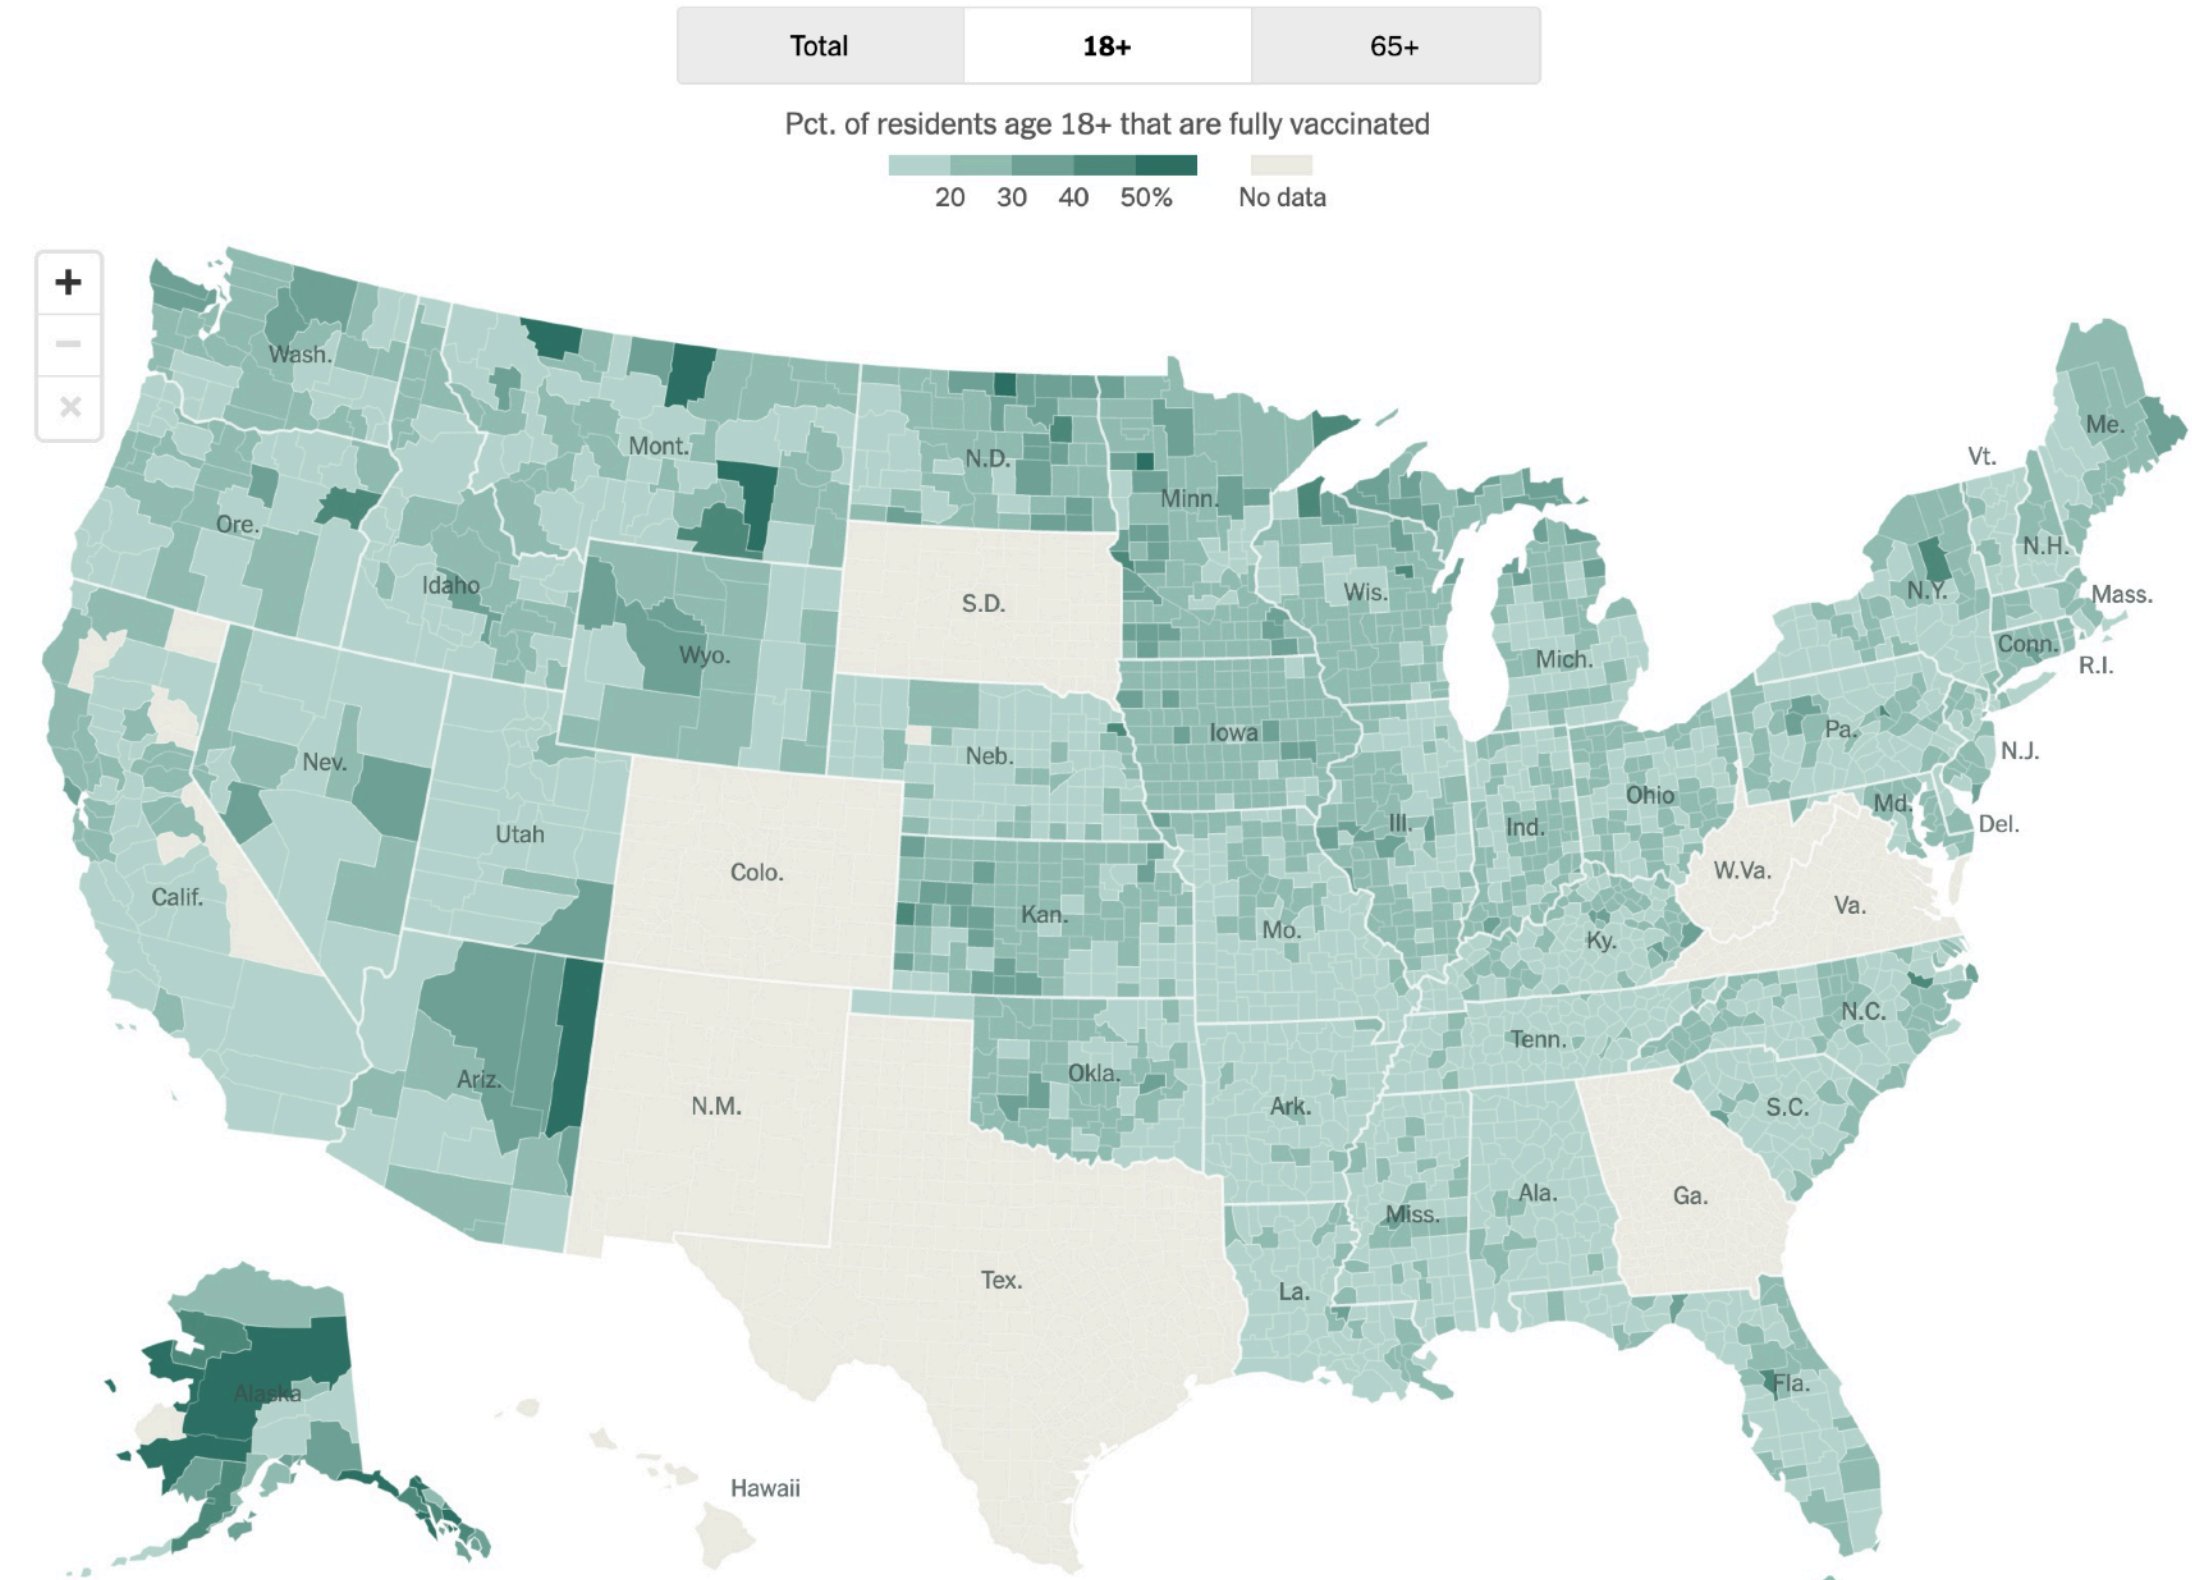 Total 18+ 65+
Pct. of residents age 18+ that are fully vaccinated
20 30 40 50% No data
+
−
×
Wash.
Mont.
N.D.
Minn.
Me.
Vt.
Ore.
Idaho
Wyo.
S.D.
Wis.
Mich.
N.H.
N.Y.
Mass.
Conn.
R.I.
Nev.
Utah
Neb.
Iowa
Ill.
Ind.
Ohio
Pa.
N.J.
Md.
Del.
Calif.
Colo.
Kan.
Mo.
Ky.
W.Va.
Va.
Ariz.
N.M.
Okla.
Ark.
Tenn.
N.C.
S.C.
Tex.
La.
Miss.
Ala.
Ga.
Fla.
Alaska
Hawaii